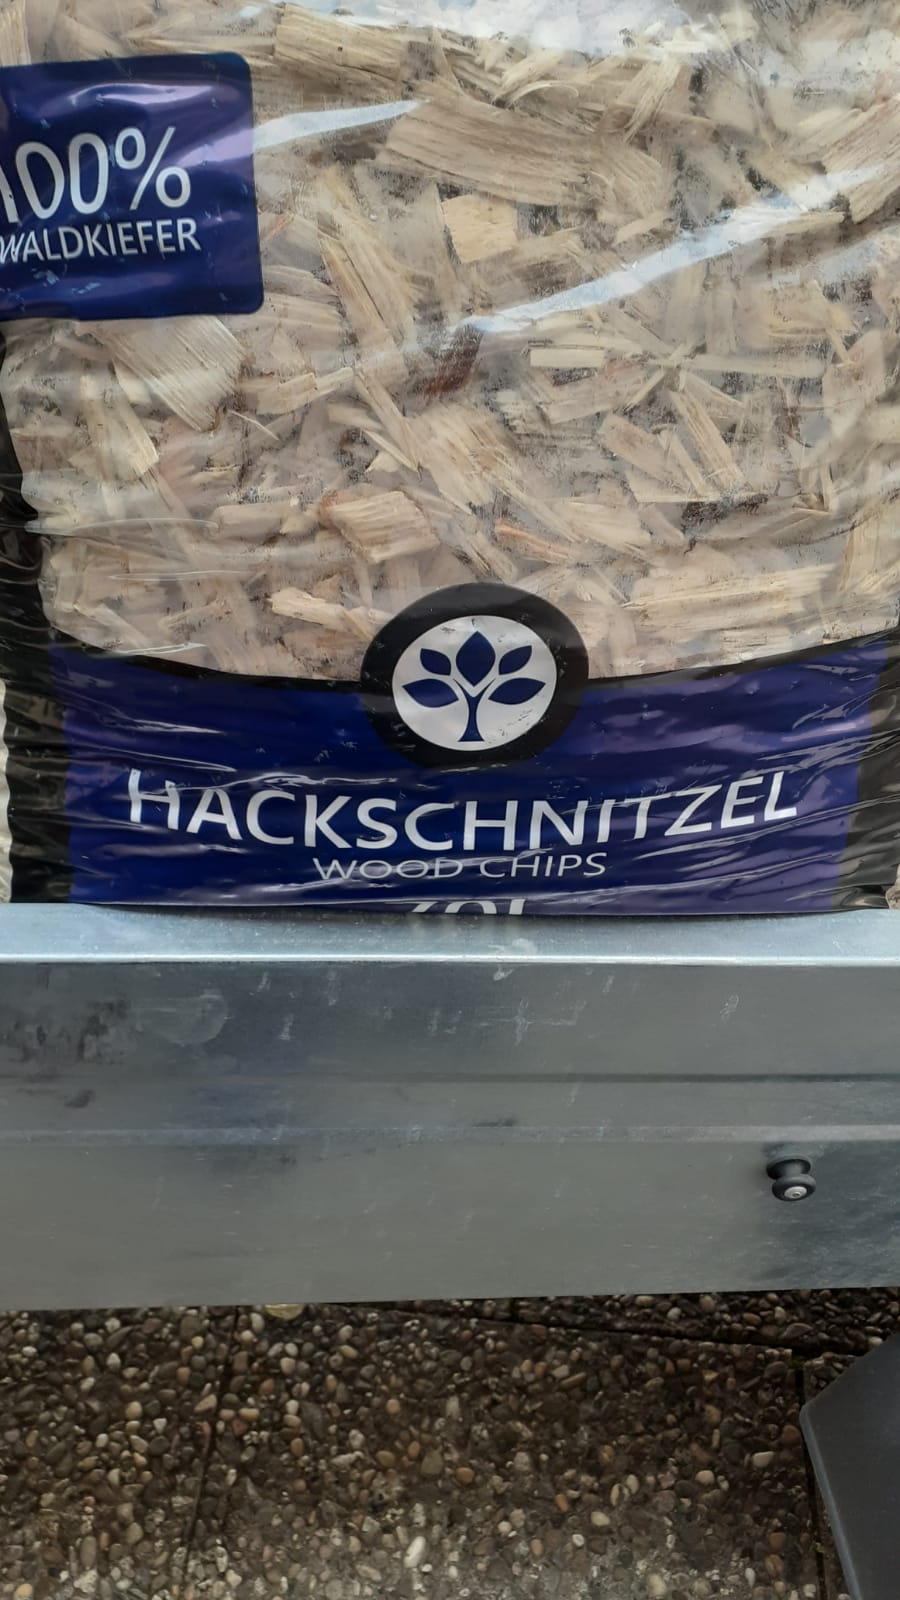 100%
WALDKIEFER
HACKSCHNITZEL
WOOD CHIPS